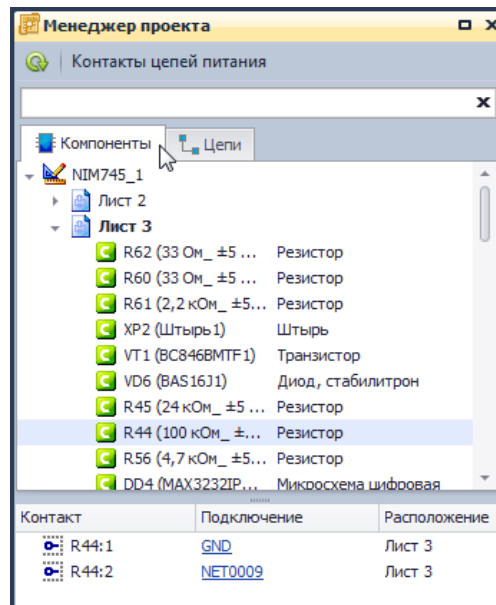 Менеджер проекта
Контакты цепей питания
Компоненты Цепи
NIM745_1
Лист 2
Лист 3
R62 (33 Ом_ ±5 ... Резистор
R60 (33 Ом_ ±5 ... Резистор
R61 (2,2 кОм_ ±5... Резистор
XP2 (Штырь1) Штырь
VT1 (BC846BMTF1) Транзистор
VD6 (BAS16J1) Диод, стабилитрон
R45 (24 кОм_ ±5 ... Резистор
R44 (100 кОм_ ±... Резистор
R56 (4,7 кОм_ ±5... Резистор
DD4 (MAX3232IP... Микросхема цифровая
Контакт Подключение Расположение
R44:1 GND Лист 3
R44:2 NET0009 Лист 3